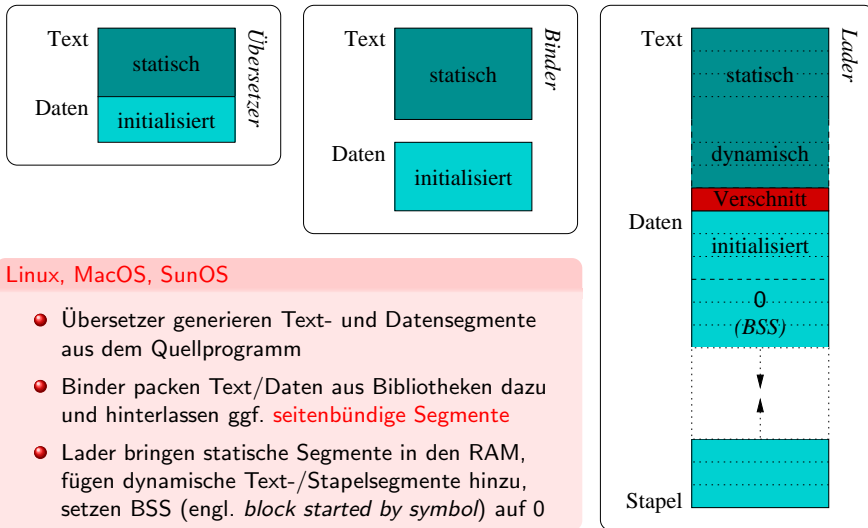 Text
statisch
Daten
initialisiert
Übersetzer
Text
statisch
Daten
initialisiert
Binder
Text
statisch
dynamisch
Verschnitt
Daten
initialisiert
0
(BSS)
Stapel
Lader
Linux, MacOS, SunOS
Übersetzer generieren Text- und Datensegmente
aus dem Quellprogramm
Binder packen Text/Daten aus Bibliotheken dazu
und hinterlassen ggf. seitenbündige Segmente
Lader bringen statische Segmente in den RAM,
fügen dynamische Text-/Stapelsegmente hinzu,
setzen BSS (engl. block started by symbol) auf 0